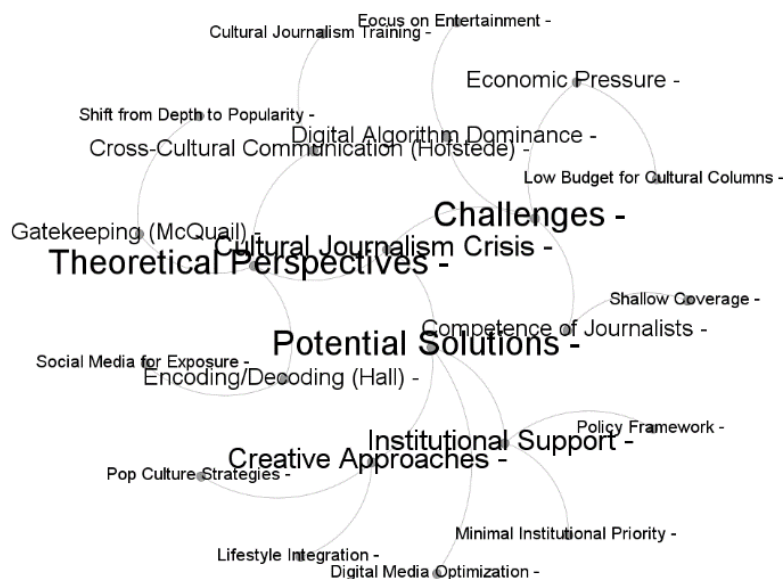 Focus on Entertainment -
Cultural Journalism Training -
Economic Pressure -
Shift from Depth to Popularity -
Digital Algorithm Dominance -
Cross-Cultural Communication (Hofstede) -
Low Budget for Cultural Columns -
Challenges -
Gatekeeping (McQuail) -
Cultural Journalism Crisis -
Theoretical Perspectives -
Shallow Coverage -
Competence of Journalists -
Potential Solutions -
Social Media for Exposure -
Encoding/Decoding (Hall) -
Policy Framework -
Institutional Support -
Creative Approaches -
Pop Culture Strategies -
Minimal Institutional Priority -
Lifestyle Integration -
Digital Media Optimization -